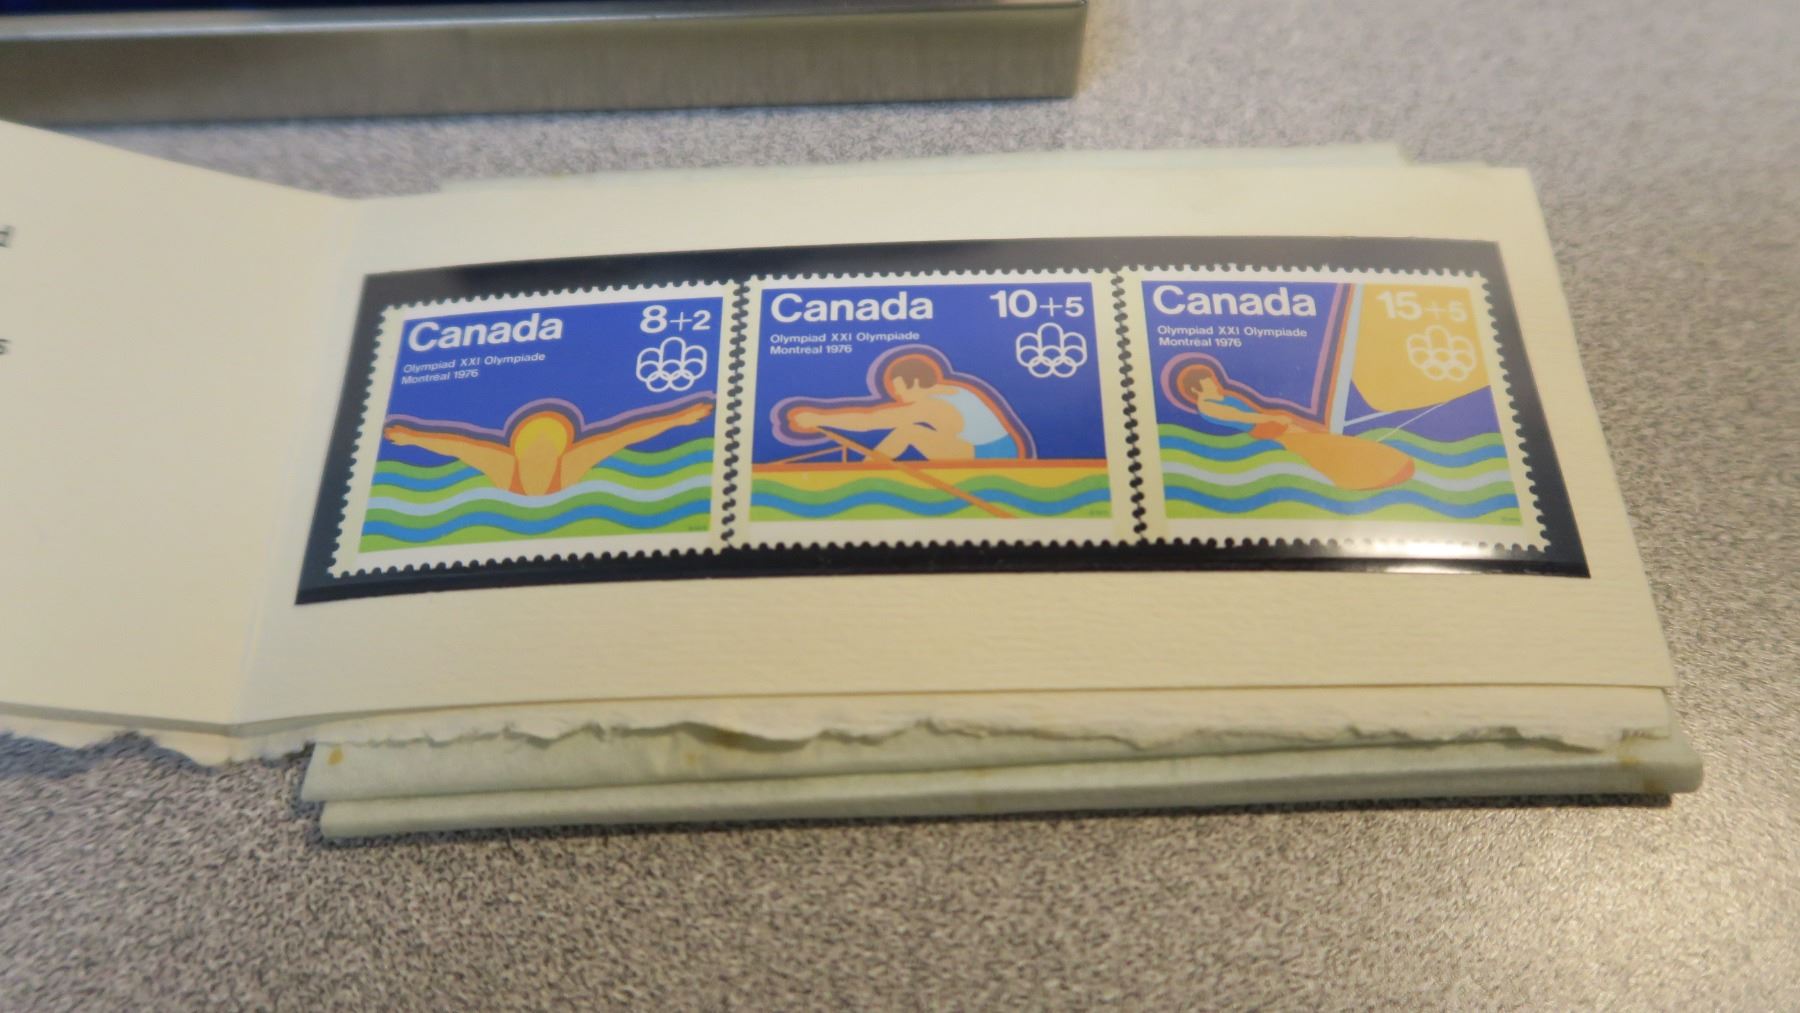 d
s
Canada 8+2
Olympiad XXI Olympiade
Montréal 1976
Canada 10+5
Olympiad XXI Olympiade
Montréal 1976
Canada 15+5
Olympiad XXI Olympiade
Montréal 1976